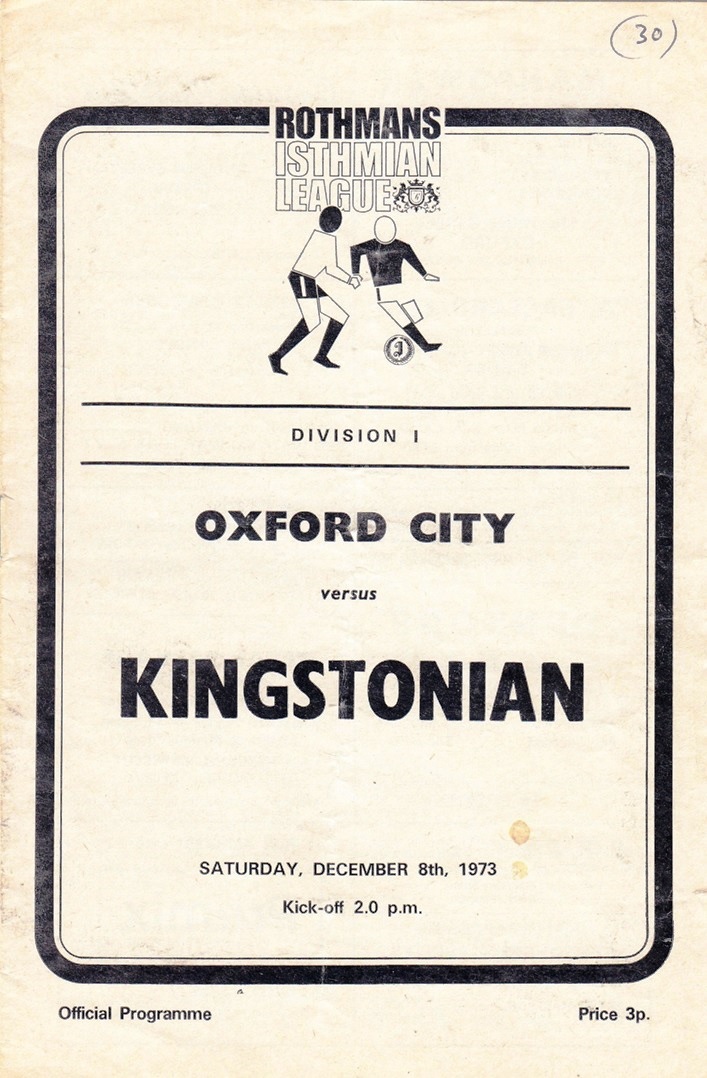 30
ROTHMANS
ISTHMIAN
LEAGUE
DIVISION I
OXFORD CITY
versus
KINGSTONIAN
SATURDAY, DECEMBER 8th, 1973
Kick-off 2.0 p.m.
Official Programme
Price 3p.